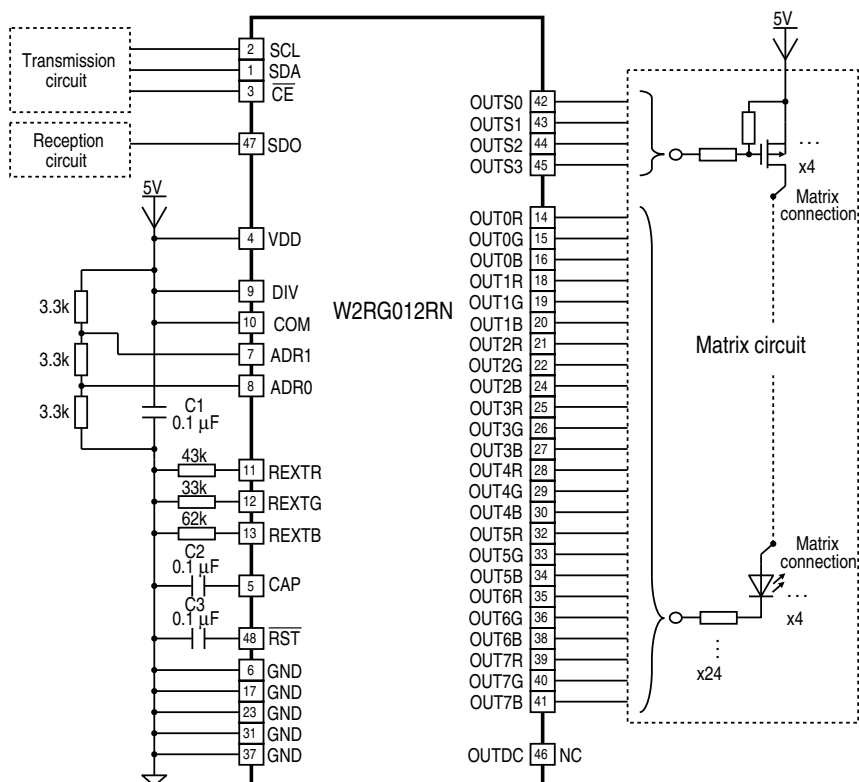 Transmission
circuit
2 SCL
1 SDA
3 CE
Reception
circuit
47 SDO
5V
4 VDD
9 DIV
10 COM
7 ADR1
8 ADR0
3.3k
3.3k
3.3k
C1
0.1 µF
43k
11 REXTR
33k
12 REXTG
62k
13 REXTB
C2
0.1 µF
5 CAP
C3
0.1 µF
48 RST
6 GND
17 GND
23 GND
31 GND
37 GND
W2RG012RN
OUTS0 42
OUTS1 43
OUTS2 44
OUTS3 45
OUT0R 14
OUT0G 15
OUT0B 16
OUT1R 18
OUT1G 19
OUT1B 20
OUT2R 21
OUT2G 22
OUT2B 24
OUT3R 25
OUT3G 26
OUT3B 27
OUT4R 28
OUT4G 29
OUT4B 30
OUT5R 32
OUT5G 33
OUT5B 34
OUT6R 35
OUT6G 36
OUT6B 38
OUT7R 39
OUT7G 40
OUT7B 41
OUTDC 46 NC
5V
...
x4
Matrix
connection
Matrix circuit
Matrix
connection
...
x4
...
x24